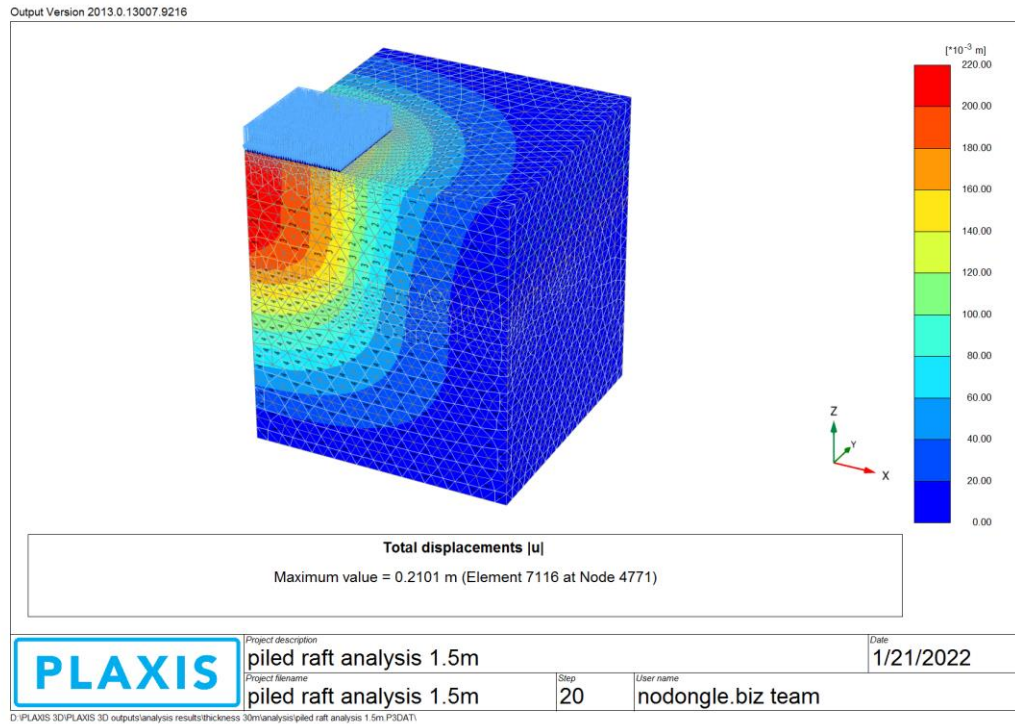 Output Version 2013.0.13007.9216
[*10⁻³ m]
220.00
200.00
180.00
160.00
140.00
120.00
100.00
80.00
60.00
40.00
20.00
0.00
Z
Y
X
Total displacements |u|
Maximum value = 0.2101 m (Element 7116 at Node 4771)
PLAXIS
Project description
piled raft analysis 1.5m
Date
1/21/2022
Project filename
piled raft analysis 1.5m
Step
20
User name
nodongle.biz team
D:\PLAXIS 3D\PLAXIS 3D outputs\analysis results\thickness 30m\analysis\piled raft analysis 1.5m.P3DAT\